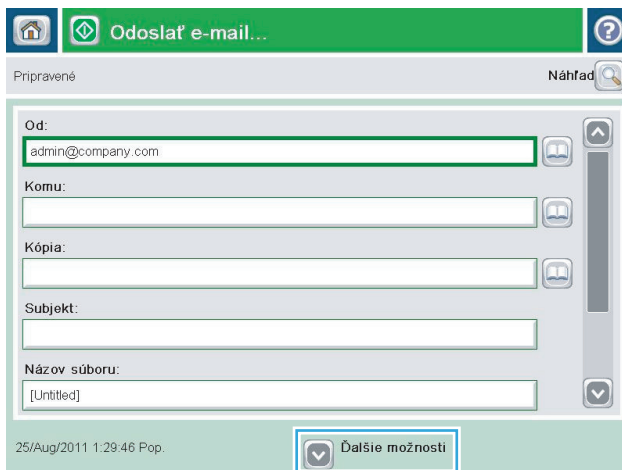 Odoslať e-mail...
Pripravené
Náhľad
Od:
admin@company.com
Komu:
Kópia:
Subjekt:
Názov súboru:
[Untitled]
25/Aug/2011 1:29:46 Pop.
Ďalšie možnosti